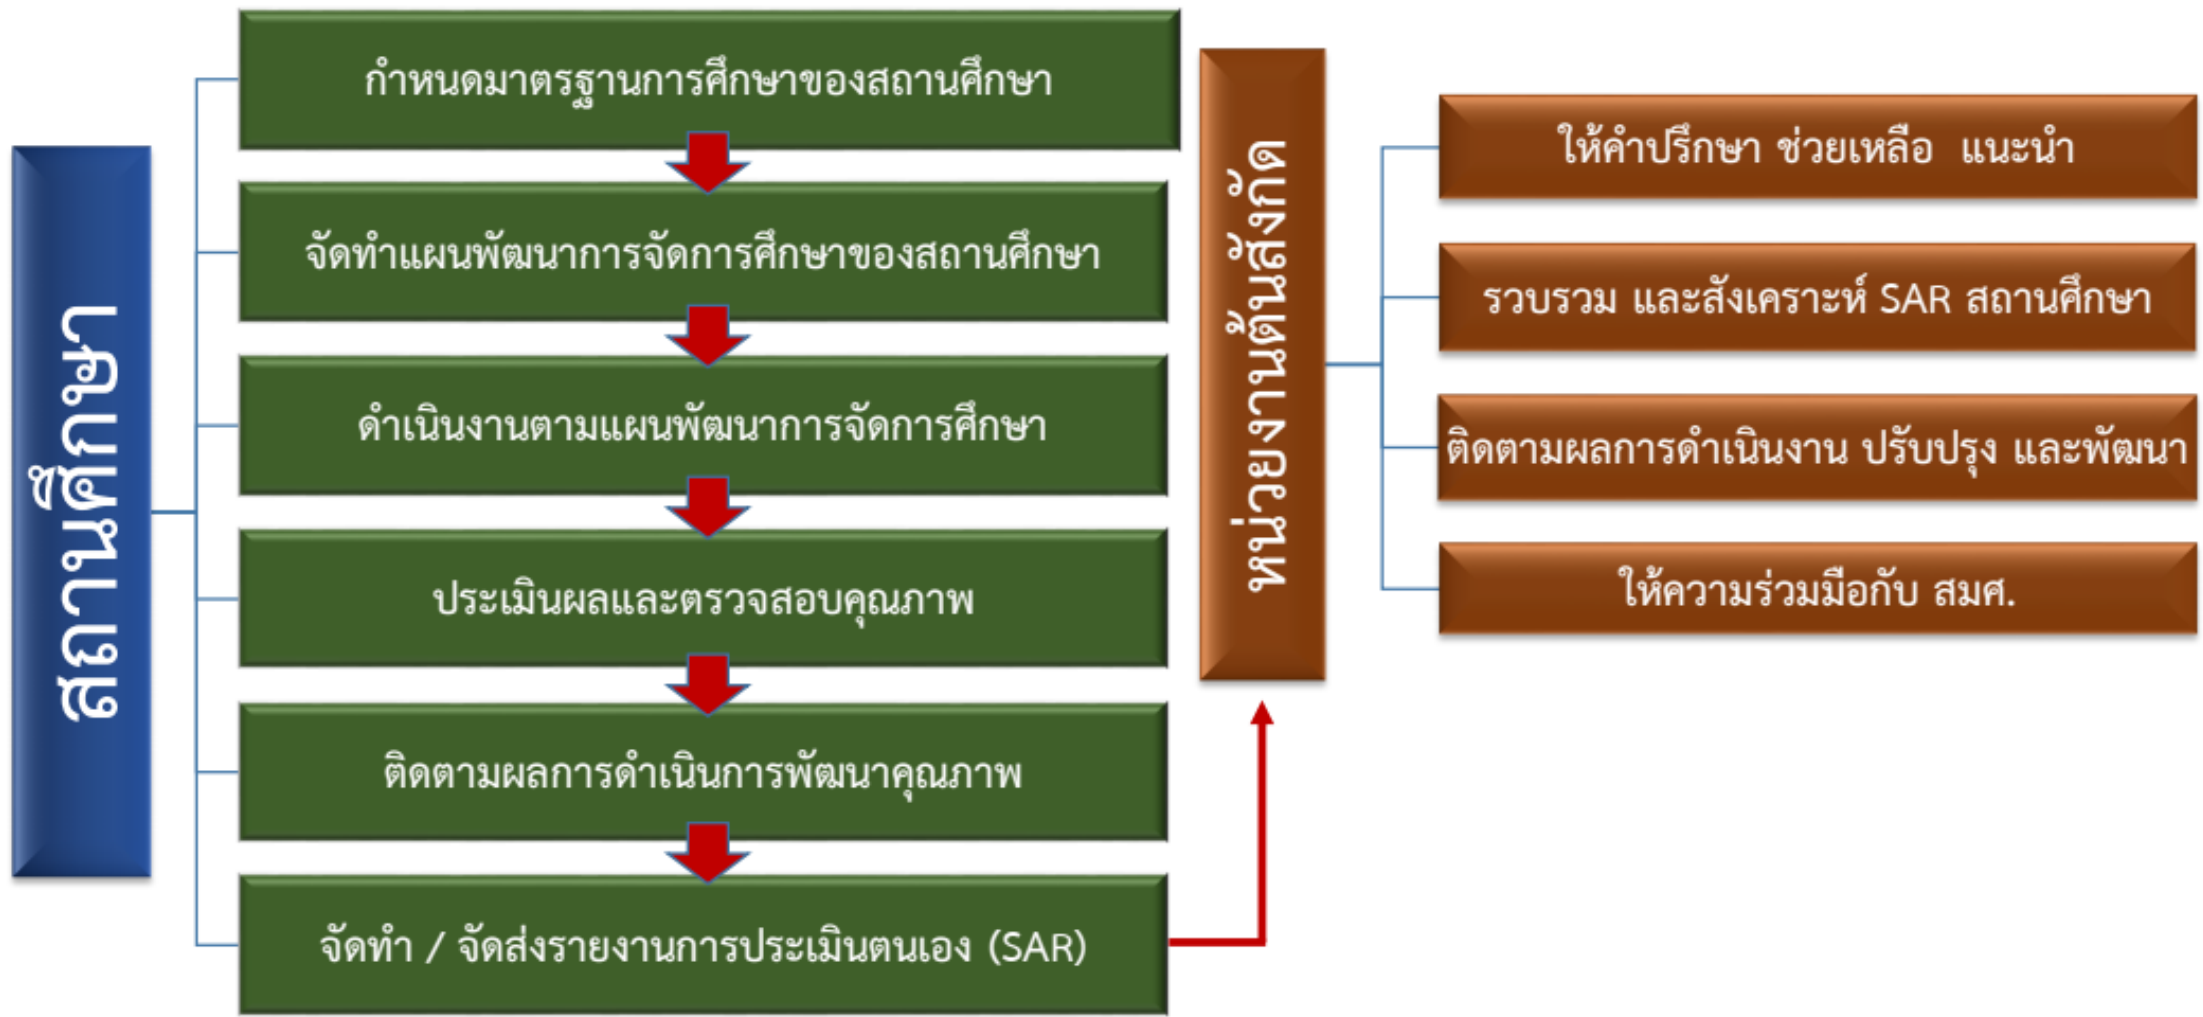 สถานศึกษา
กำหนดมาตรฐานการศึกษาของสถานศึกษา
จัดทำแผนพัฒนาการจัดการศึกษาของสถานศึกษา
ดำเนินงานตามแผนพัฒนาการจัดการศึกษา
ประเมินผลและตรวจสอบคุณภาพ
ติดตามผลการดำเนินการพัฒนาคุณภาพ
จัดทำ / จัดส่งรายงานการประเมินตนเอง (SAR)
หน่วยงานต้นสังกัด
ให้คำปรึกษา ช่วยเหลือ แนะนำ
รวบรวม และสังเคราะห์ SAR สถานศึกษา
ติดตามผลการดำเนินงาน ปรับปรุง และพัฒนา
ให้ความร่วมมือกับ สมศ.